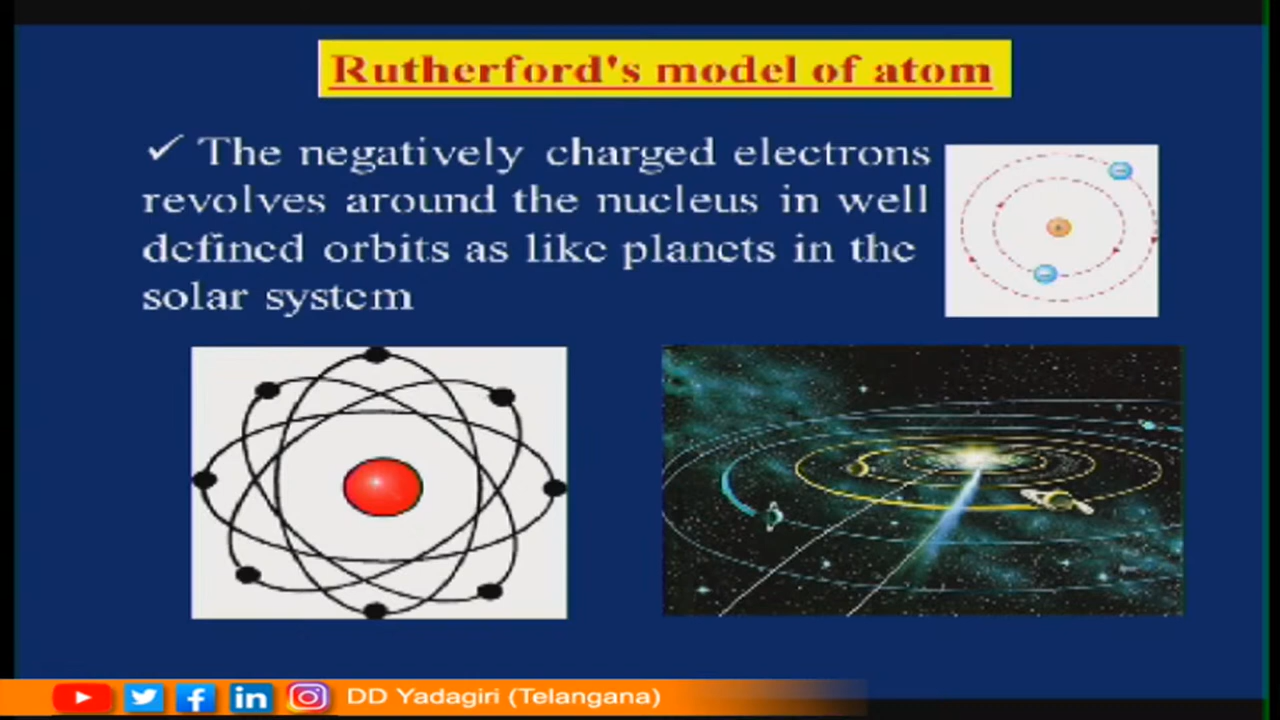 Rutherford's model of atom
✓ The negatively charged electrons
revolves around the nucleus in well
defined orbits as like planets in the
solar system
DD Yadagiri (Telangana)